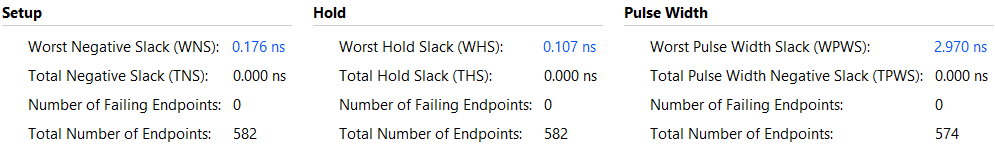 Setup Hold Pulse Width
Worst Negative Slack (WNS): 0.176 ns Worst Hold Slack (WHS): 0.107 ns Worst Pulse Width Slack (WPWS): 2.970 ns
Total Negative Slack (TNS): 0.000 ns Total Hold Slack (THS): 0.000 ns Total Pulse Width Negative Slack (TPWS): 0.000 ns
Number of Failing Endpoints: 0 Number of Failing Endpoints: 0 Number of Failing Endpoints: 0
Total Number of Endpoints: 582 Total Number of Endpoints: 582 Total Number of Endpoints: 574